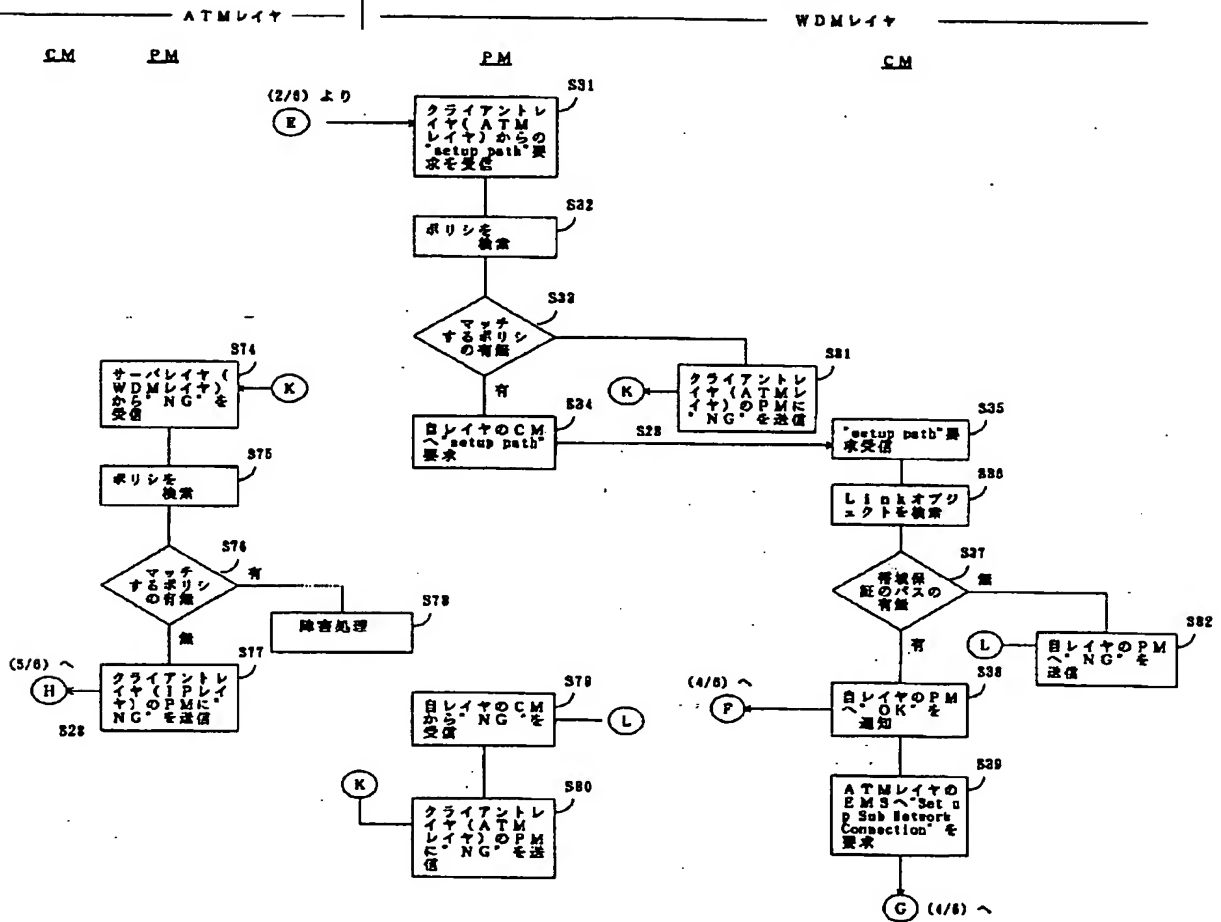 ATMレイヤ
WDMレイヤ
CM
PM
PM
CM
(2/6) より
E
S31
クライアントレ
イヤ(ATM
レイヤ)からの
"setup path"要
求を受信
S32
ポリシを
検索
S33
マッチ
するポリシ
の有無
有
S81
クライアントレ
イヤ(ATMレ
イヤ)のPMに
"NG"を送信
K
S34
自レイヤのCM
へ"setup path"
要求
S28
S35
"setup path"要
求受信
S36
Linkオブジ
ェクトを検索
S37
帯域保
証のパスの
有無
無
有
S82
自レイヤのPM
へ"NG"を
送信
L
S38
自レイヤのPM
へ"OK"を
通知
(4/6) へ
F
S39
ATMレイヤの
EMSへ"Set u
p Sub Network
Connection"を
要求
G
(4/6) へ
S74
サーバレイヤ(
WDMレイヤ)
から"NG"を
受信
K
S75
ポリシを
検索
S76
マッチ
するポリシ
の有無
有
無
S78
障害処理
S77
クライアントレ
イヤ(IPレイ
ヤ)のPMに"
NG"を送信
(5/6) へ
H
S28
S79
自レイヤのCM
から"NG"を
受信
L
S80
クライアントレ
イヤ(ATM
レイヤ)のPM
に"NG"を送
信
K